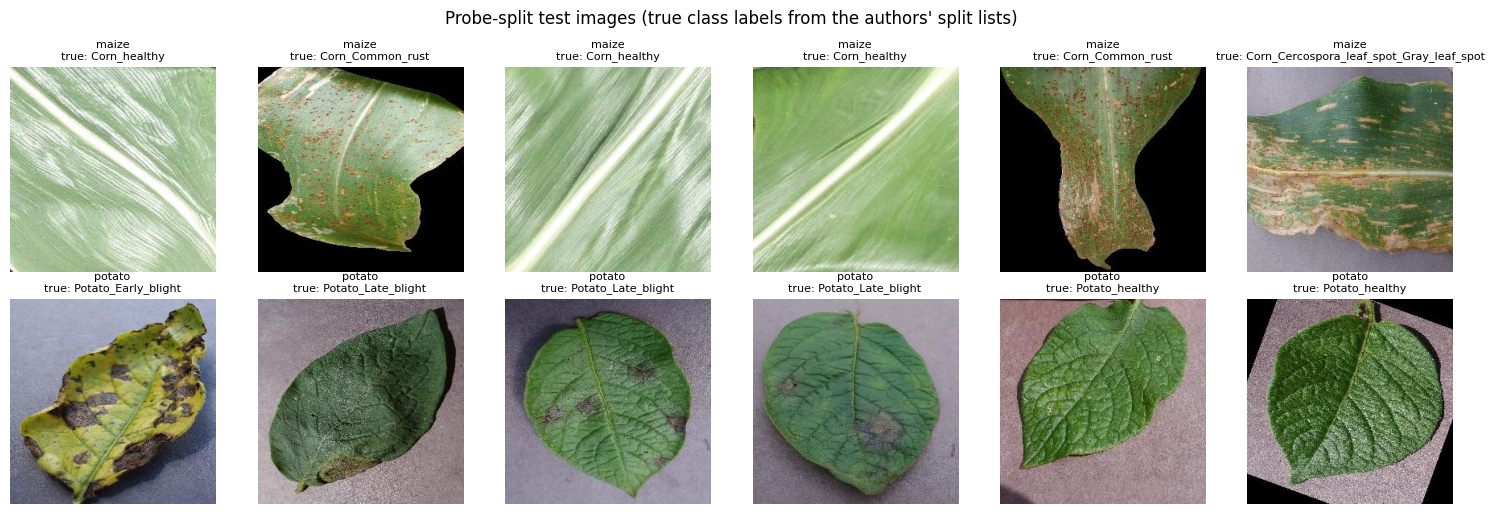 Probe-split test images (true class labels from the authors' split lists)
maize
true: Corn_healthy
maize
true: Corn_Common_rust
maize
true: Corn_healthy
maize
true: Corn_healthy
maize
true: Corn_Common_rust
maize
true: Corn_Cercospora_leaf_spot_Gray_leaf_spot
potato
true: Potato_Early_blight
potato
true: Potato_Late_blight
potato
true: Potato_Late_blight
potato
true: Potato_Late_blight
potato
true: Potato_healthy
potato
true: Potato_healthy